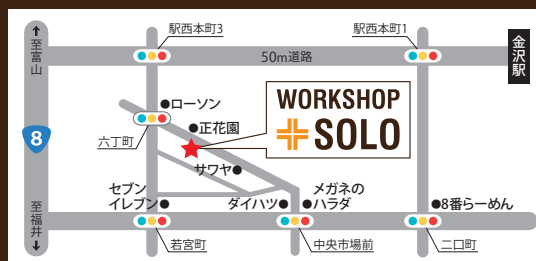 駅西本町3
駅西本町1
↑
至富山
50m道路
金沢駅
ローソン
正花園
六丁町
WORKSHOP
SOLO
8
サワヤ
セブン
イレブン
ダイハツ
メガネの
ハラダ
8番らーめん
至福井
↓
若宮町
中央市場前
二口町